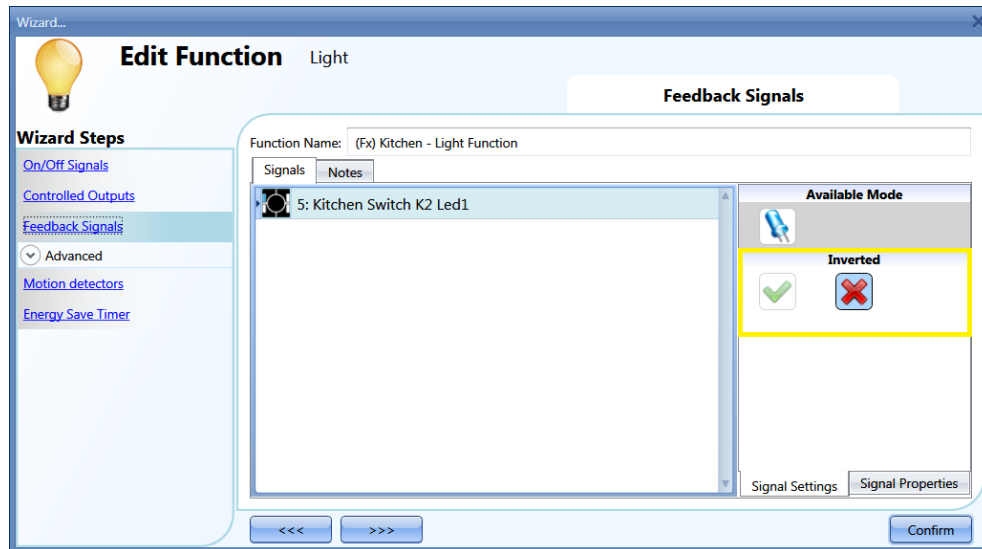 Wizard...
Edit Function Light
Feedback Signals
Wizard Steps
On/Off Signals
Controlled Outputs
Feedback Signals
Advanced
Motion detectors
Energy Save Timer
Function Name: (Fx) Kitchen - Light Function
Signals Notes
5: Kitchen Switch K2 Led1
Available Mode
Inverted
Signal Settings Signal Properties
<<< >>> Confirm